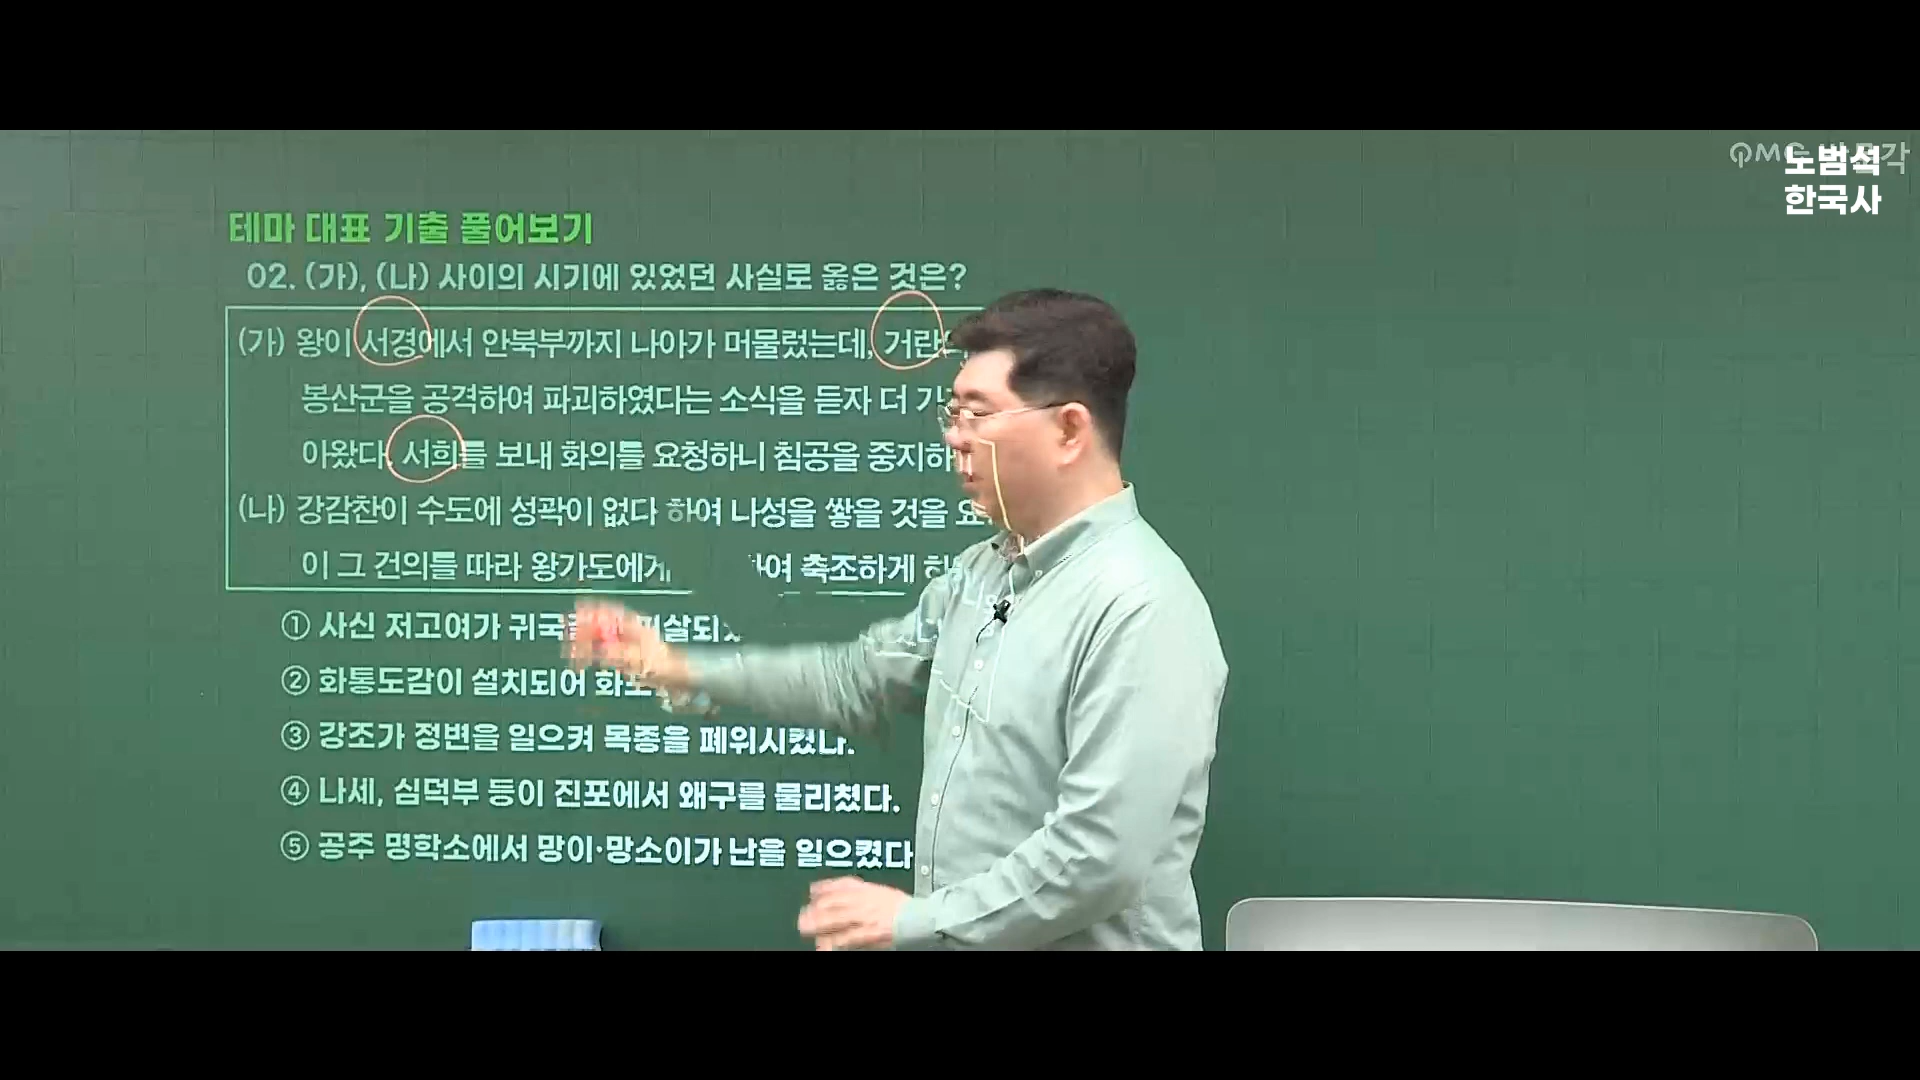 노범석
한국사
테마 대표 기출 풀어보기
02. (가), (나) 사이의 시기에 있었던 사실로 옳은 것은?
(가) 왕이 서경에서 안북부까지 나아가 머물렀는데, 거란의
봉산군을 공격하여 파괴하였다는 소식을 듣자 더 가
아왔다. 서희를 보내 화의를 요청하니 침공을 중지하
(나) 강감찬이 수도에 성곽이 없다 하여 나성을 쌓을 것을
이 그 건의를 따라 왕가도에게 축조하게
① 사신 저고여가
② 화통도감이 설치되어
③ 강조가 정변을 일으켜 목종을 폐위시켰다.
④ 나세, 심덕부 등이 진포에서 왜구를 물리쳤다.
⑤ 공주 명학소에서 망이·망소이가 난을 일으켰다